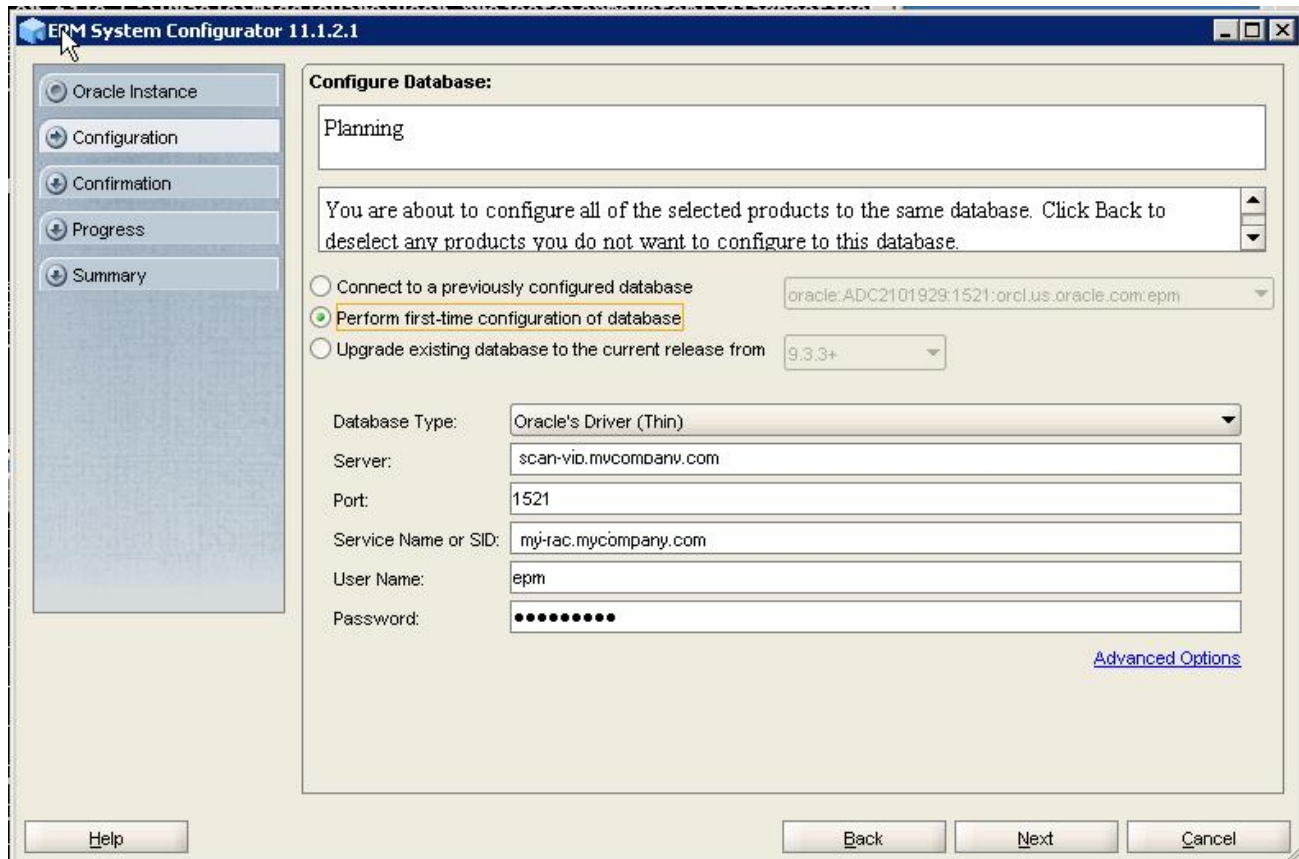 EPM System Configurator 11.1.2.1
Oracle Instance
Configuration
Confirmation
Progress
Summary
Configure Database:
Planning
You are about to configure all of the selected products to the same database. Click Back to
deselect any products you do not want to configure to this database.
Connect to a previously configured database
oracle:ADC2101929:1521:orcl.us.oracle.com:epm
Perform first-time configuration of database
Upgrade existing database to the current release from
9.3.3+
Database Type:
Oracle's Driver (Thin)
Server:
scan-vip.mycompany.com
Port:
1521
Service Name or SID:
my-rac.mycompany.com
User Name:
epm
Password:
•••••••••
Advanced Options
Help
Back
Next
Cancel